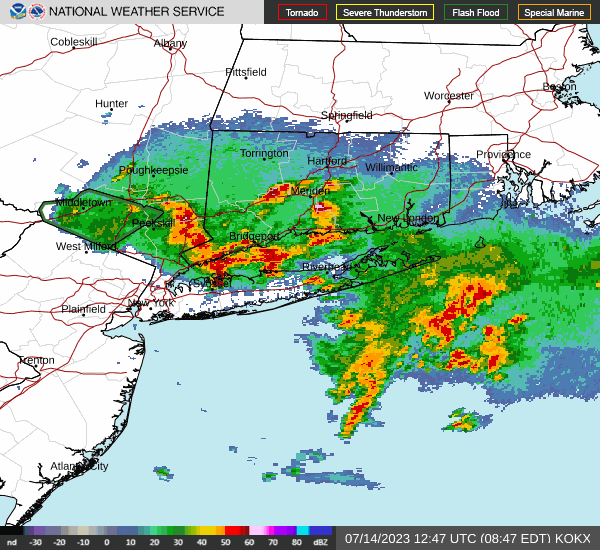 NATIONAL WEATHER SERVICE
Tornado
Severe Thunderstorm
Flash Flood
Special Marine
Cobleskill
Albany
Pittsfield
Boston
Worcester
Hunter
Springfield
Torrington
Hartford
Providence
Willimantic
Poughkeepsie
Meriden
Middletown
New London
Peekskill
Bridgeport
West Milford
Riverhead
Syosset
New York
Plainfield
Trenton
Atlantic City
nd -30 -20 -10 0 10 20 30 40 50 60 70 80 dBZ
07/14/2023 12:47 UTC (08:47 EDT) KOKX